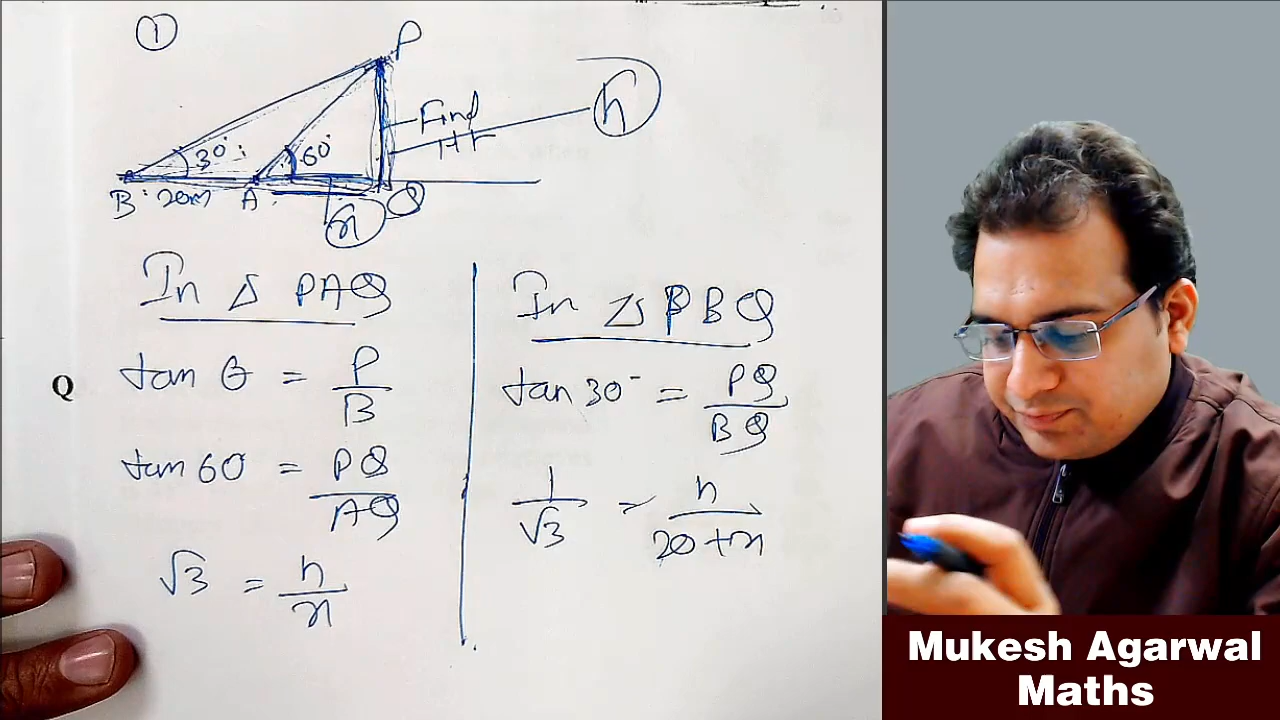 ①
P
Find
Ht
h
30°
60°
B
20m
A
x
Q
In △ PAQ
tan θ = P/B
tan 60 = PQ/AQ
√3 = h/x
In △ PBQ
tan 30° = PQ/BQ
1/√3 = h/20+x
Q
Mukesh Agarwal
Maths